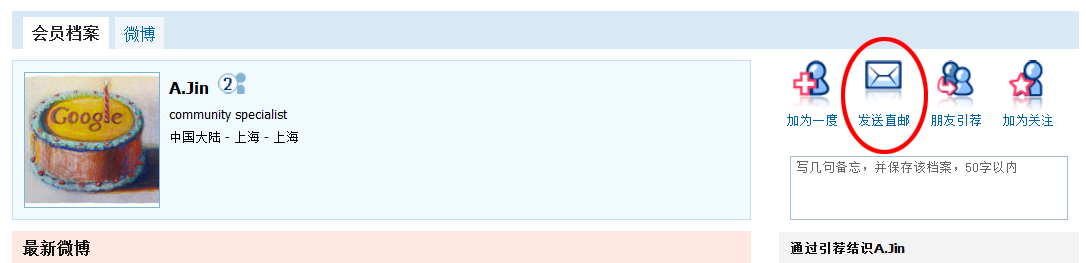 会员档案 微博
Google
A.Jin 2
community specialist
中国大陆 - 上海 - 上海
加为一度 发送直邮 朋友引荐 加为关注
写几句备忘，并保存该档案，50字以内
最新微博
通过引荐结识A.Jin